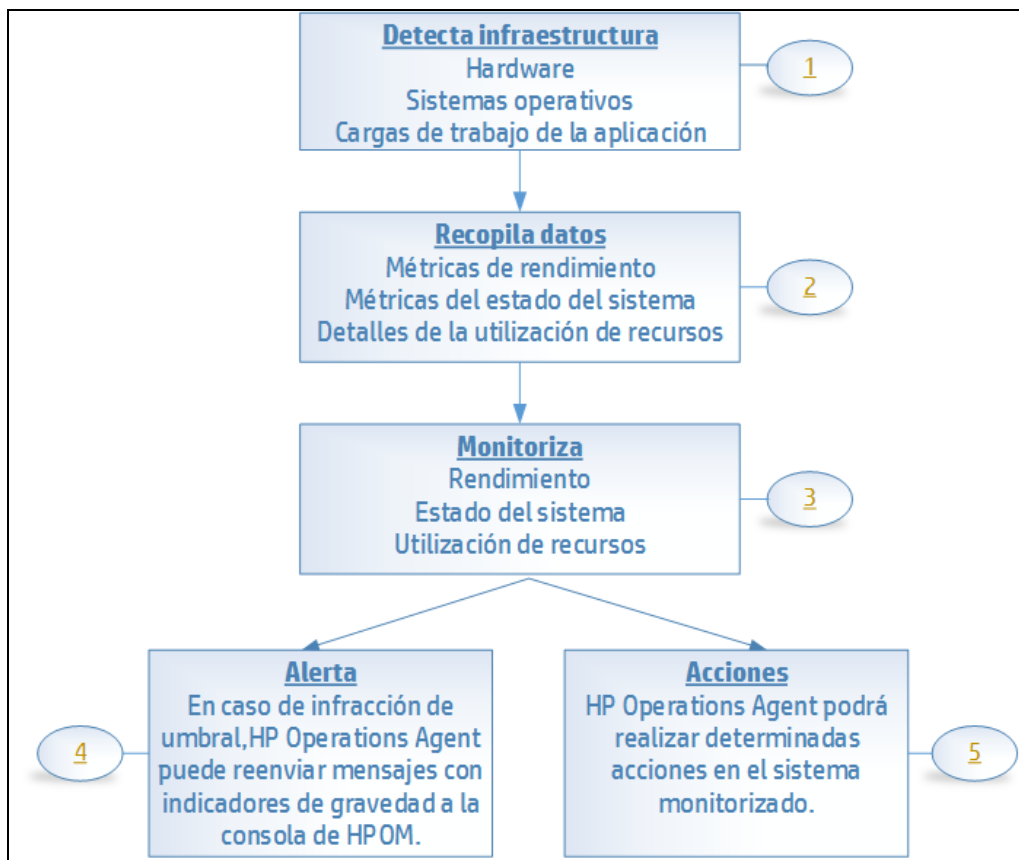 Detecta infraestructura
Hardware
Sistemas operativos
Cargas de trabajo de la aplicación
1
Recopila datos
Métricas de rendimiento
Métricas del estado del sistema
Detalles de la utilización de recursos
2
Monitoriza
Rendimiento
Estado del sistema
Utilización de recursos
3
Alerta
En caso de infracción de
umbral,HP Operations Agent
puede reenviar mensajes con
indicadores de gravedad a la
consola de HPOM.
4
Acciones
HP Operations Agent podrá
realizar determinadas
acciones en el sistema
monitorizado.
5